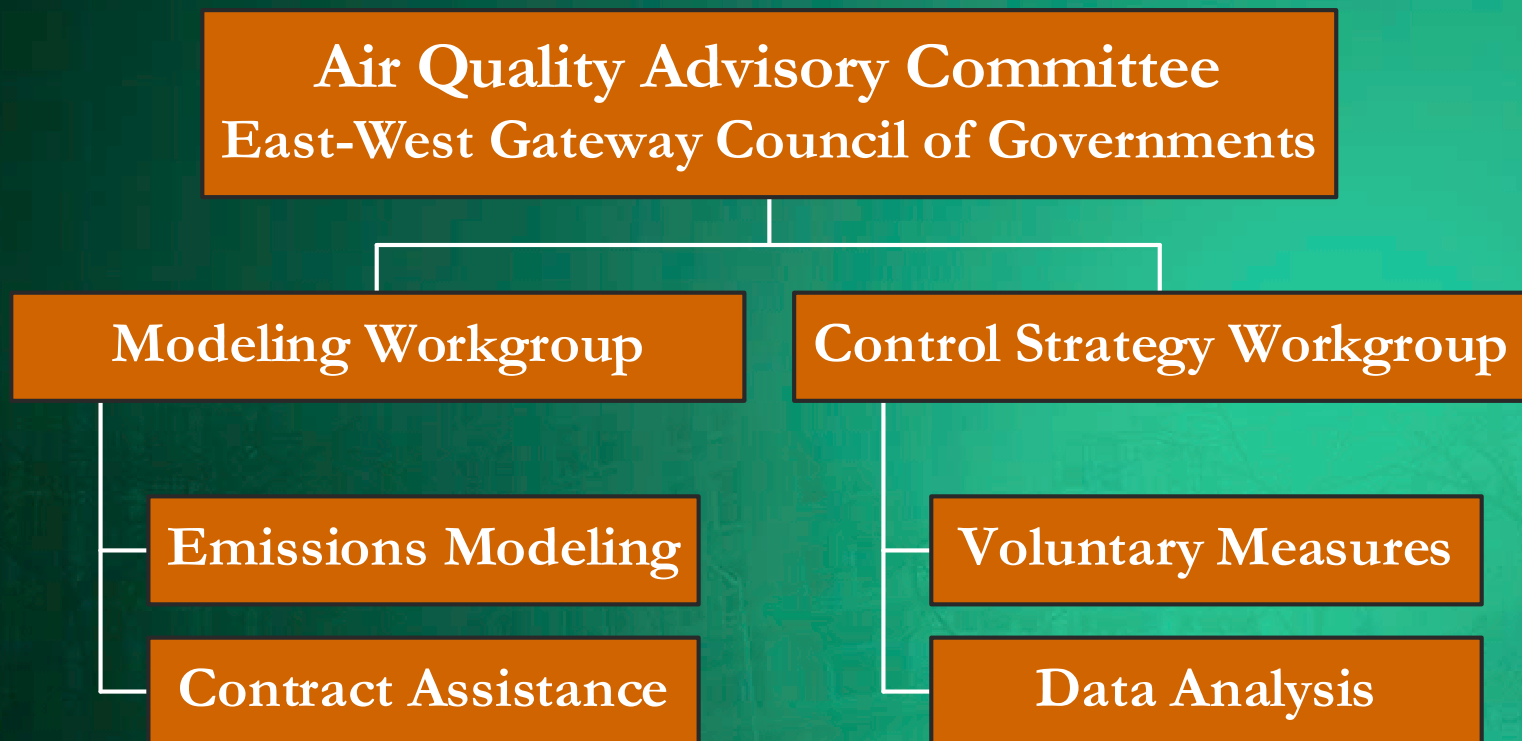 Air Quality Advisory Committee
East-West Gateway Council of Governments
Modeling Workgroup
Control Strategy Workgroup
Emissions Modeling
Voluntary Measures
Contract Assistance
Data Analysis